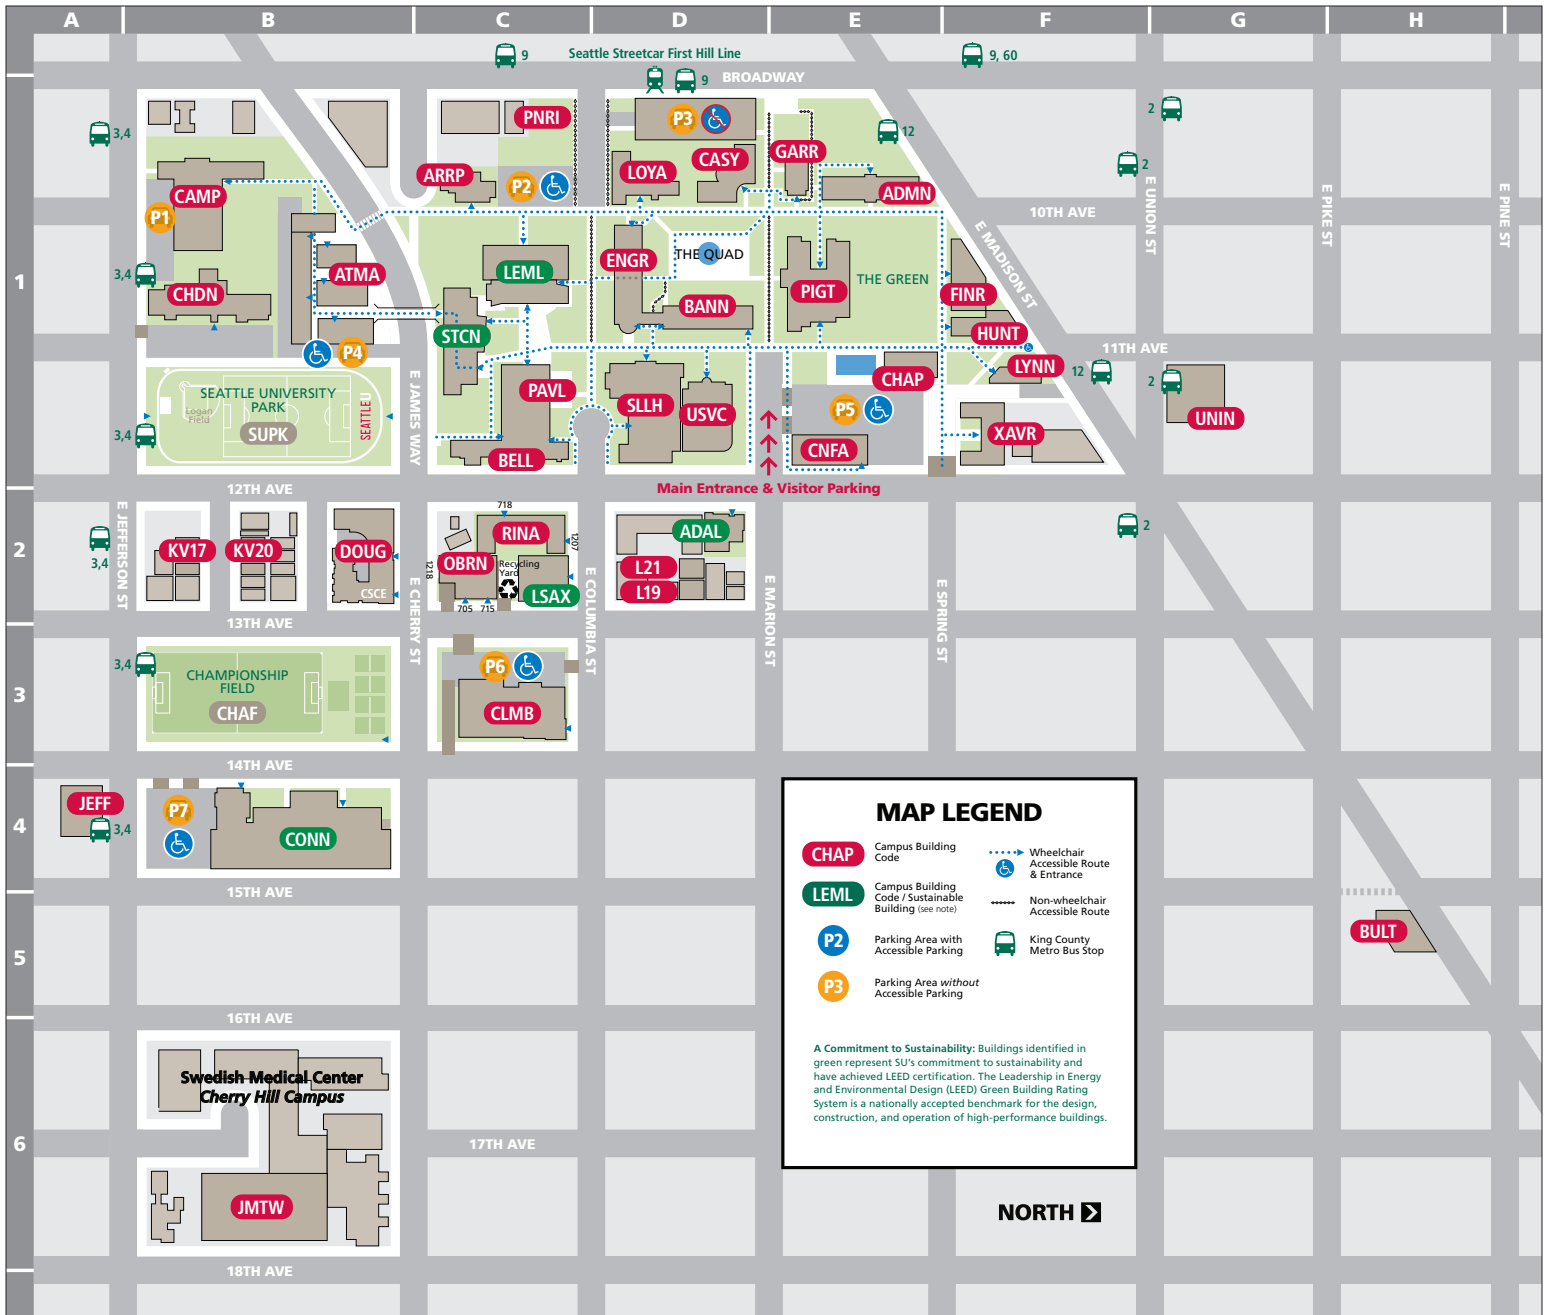 A B C D E F G H
9
Seattle Streetcar First Hill Line
9, 60
BROADWAY
9
1
2
3
4
5
6
3,4
PNRI
P3
12
2
2
CAMP
ARRP
P2
LOYA
CASY
GARR
ADMN
P1
10TH AVE
E UNION ST
E PIKE ST
E PINE ST
E MADISON ST
3,4
ATMA
LEML
ENGR
THE QUAD
THE GREEN
PIGT
CHDN
BANN
FINR
STCN
HUNT
P4
11TH AVE
LYNN
12
2
SEATTLE UNIVERSITY
PARK
Logan
Field
SUPK
SEATTLEU
E JAMES WAY
PAVL
SLLH
USVC
CHAP
P5
XAVR
UNIN
3,4
BELL
CNFA
12TH AVE
Main Entrance & Visitor Parking
E JEFFERSON ST
3,4
KV17
KV20
DOUG
CSCE
718
RINA
1207
OBRN
1218
Recycling
Yard
LSAX
705
715
ADAL
L21
L19
2
E CHERRY ST
E COLUMBIA ST
E MARION ST
E SPRING ST
13TH AVE
3,4
CHAMPIONSHIP
FIELD
CHAF
P6
CLMB
14TH AVE
JEFF
3,4
P7
CONN
15TH AVE
MAP LEGEND
CHAP
Campus Building
Code
LEML
Campus Building
Code / Sustainable
Building (see note)
P2
Parking Area with
Accessible Parking
P3
Parking Area without
Accessible Parking
Wheelchair
Accessible Route
& Entrance
Non-wheelchair
Accessible Route
King County
Metro Bus Stop
A Commitment to Sustainability: Buildings identified in
green represent SU's commitment to sustainability and
have achieved LEED certification. The Leadership in Energy
and Environmental Design (LEED) Green Building Rating
System is a nationally accepted benchmark for the design,
construction, and operation of high-performance buildings.
BULT
16TH AVE
Swedish Medical Center
Cherry Hill Campus
17TH AVE
JMTW
NORTH
18TH AVE